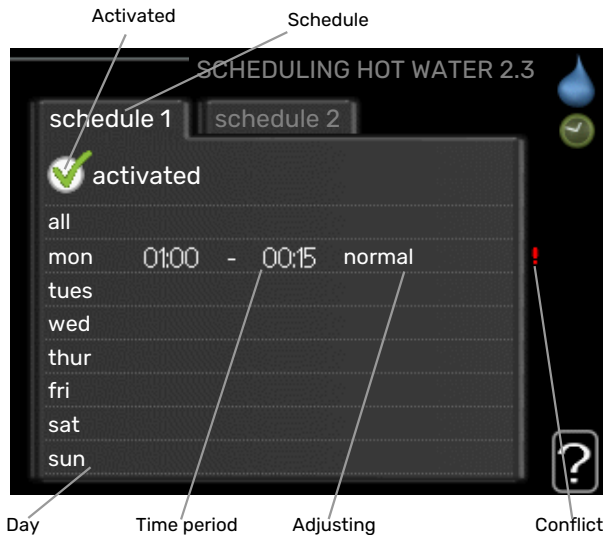 Activated
Schedule
SCHEDULING HOT WATER 2.3
schedule 1
schedule 2
activated
all
mon 01:00 - 00:15 normal
!
tues
wed
thur
fri
sat
sun
?
Day
Time period
Adjusting
Conflict